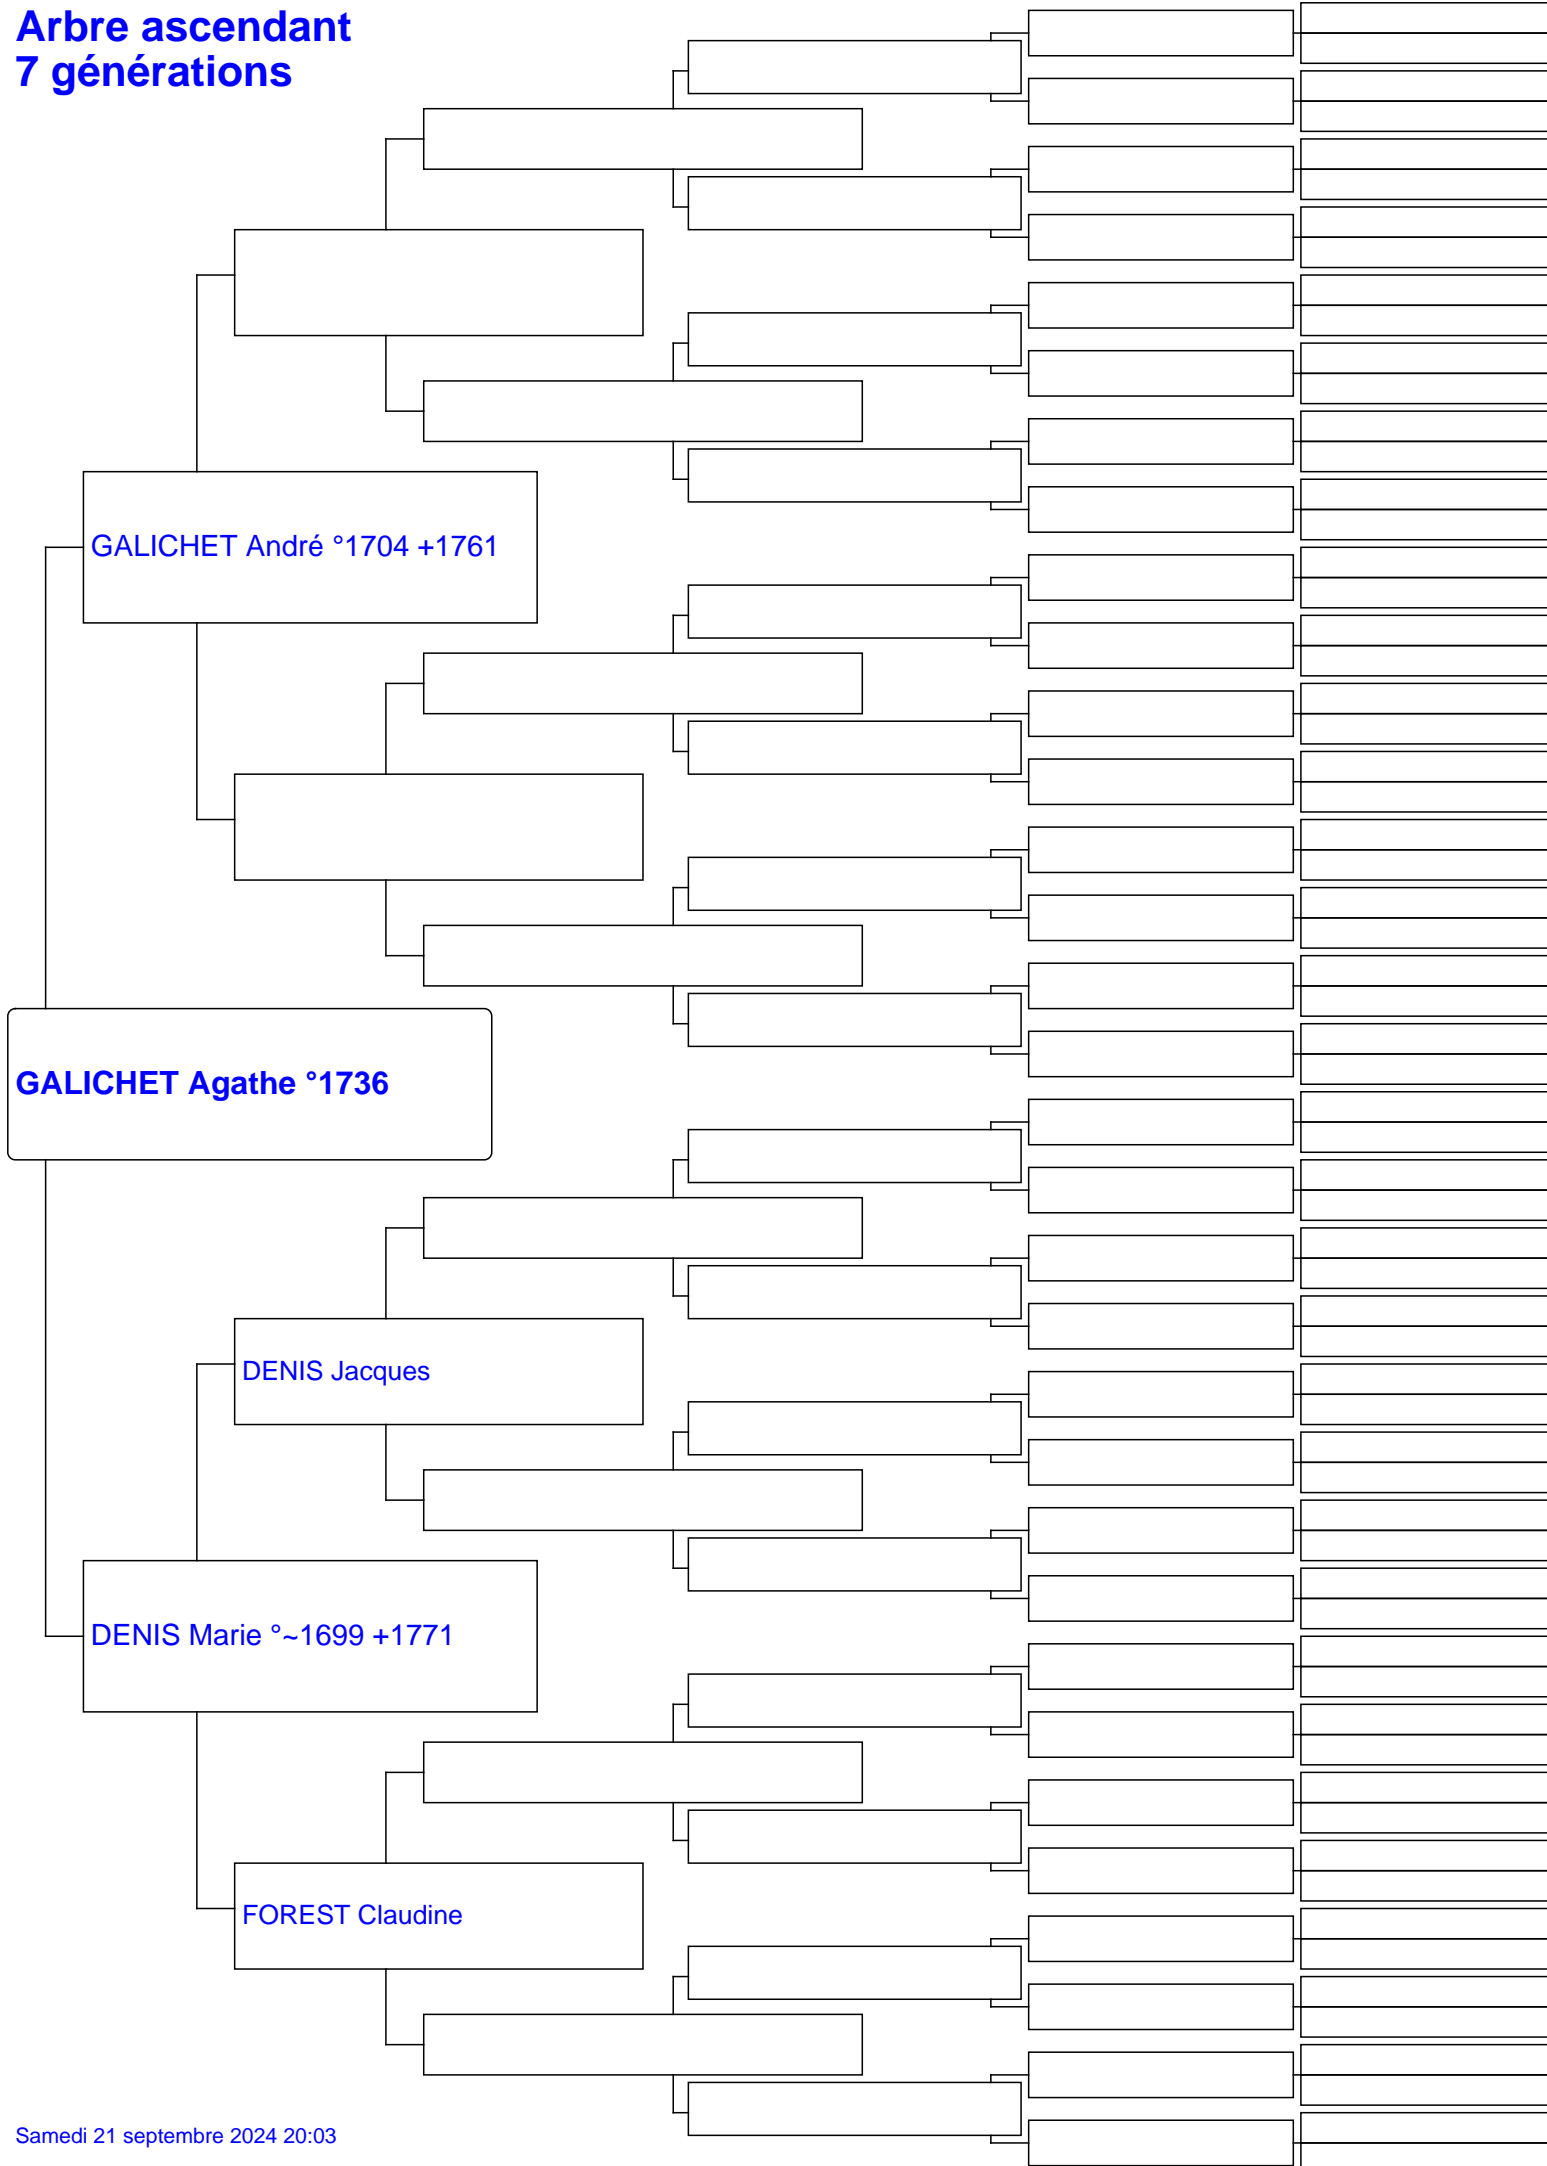 Arbre ascendant
7 générations
GALICHET André °1704 +1761
GALICHET Agathe °1736
DENIS Jacques
DENIS Marie °~1699 +1771
FOREST Claudine
Samedi 21 septembre 2024 20:03